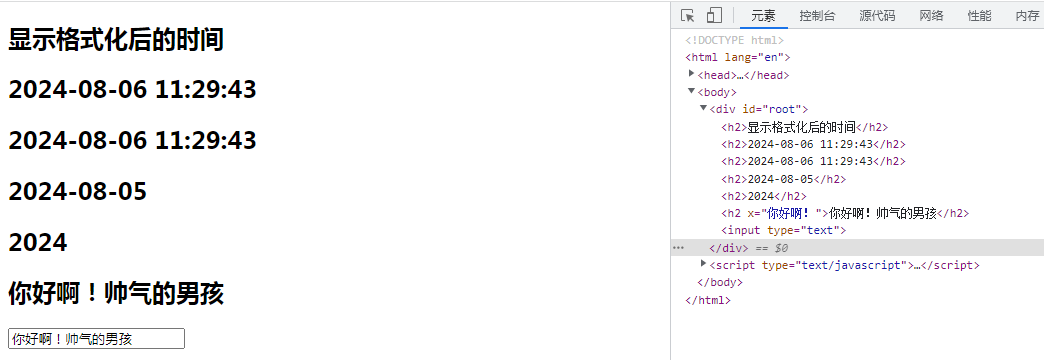 显示格式化后的时间
2024-08-06 11:29:43
2024-08-06 11:29:43
2024-08-05
2024
你好啊！帅气的男孩
你好啊！帅气的男孩
元素 控制台 源代码 网络 性能 内存
<!DOCTYPE html>
<html lang="en">
<head>…</head>
<body>
<div id="root">
<h2>显示格式化后的时间</h2>
<h2>2024-08-06 11:29:43</h2>
<h2>2024-08-06 11:29:43</h2>
<h2>2024-08-05</h2>
<h2>2024</h2>
<h2 x="你好啊！">你好啊！帅气的男孩</h2>
<input type="text">
</div> == $0
<script type="text/javascript">…</script>
</body>
</html>